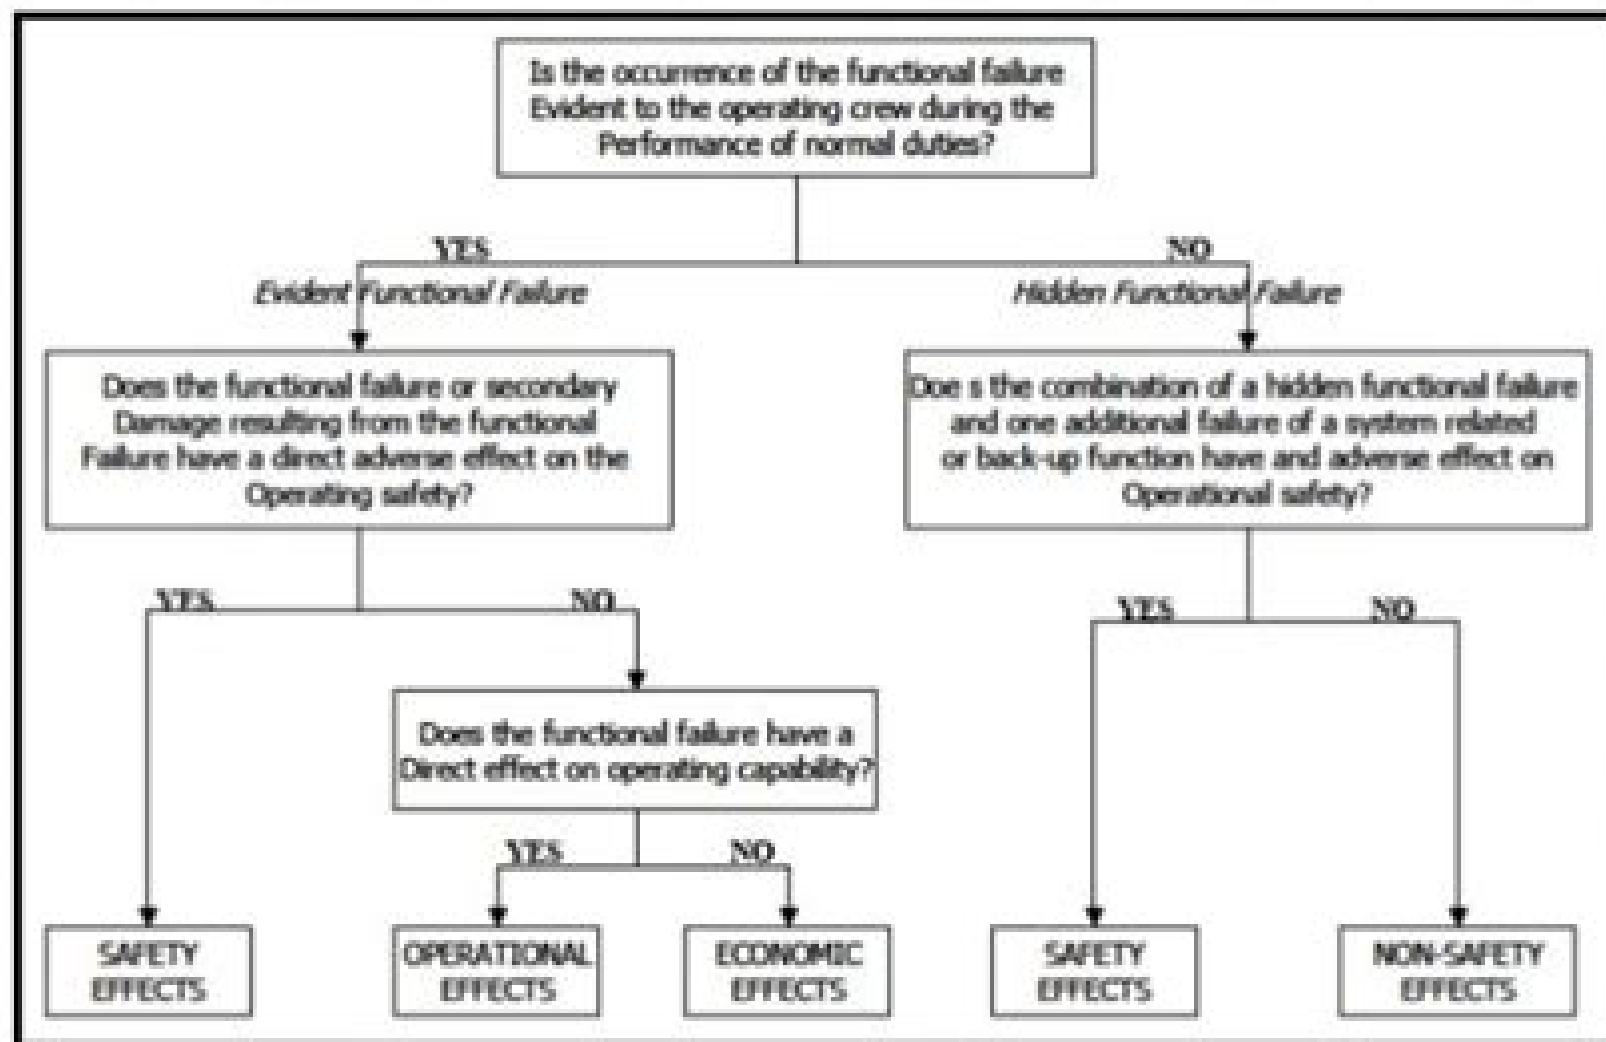 Is the occurrence of the functional failure
Evident to the operating crew during the
Performance of normal duties?
YES
NO
Evident Functional Failure
Hidden Functional Failure
Does the functional failure or secondary
Damage resulting from the functional
Failure have a direct adverse effect on the
Operating safety?
Doe s the combination of a hidden functional failure
and one additional failure of a system related
or back-up function have and adverse effect on
Operational safety?
YES
NO
YES
NO
Does the functional failure have a
Direct effect on operating capability?
YES
NO
SAFETY
EFFECTS
OPERATIONAL
EFFECTS
ECONOMIC
EFFECTS
SAFETY
EFFECTS
NON-SAFETY
EFFECTS